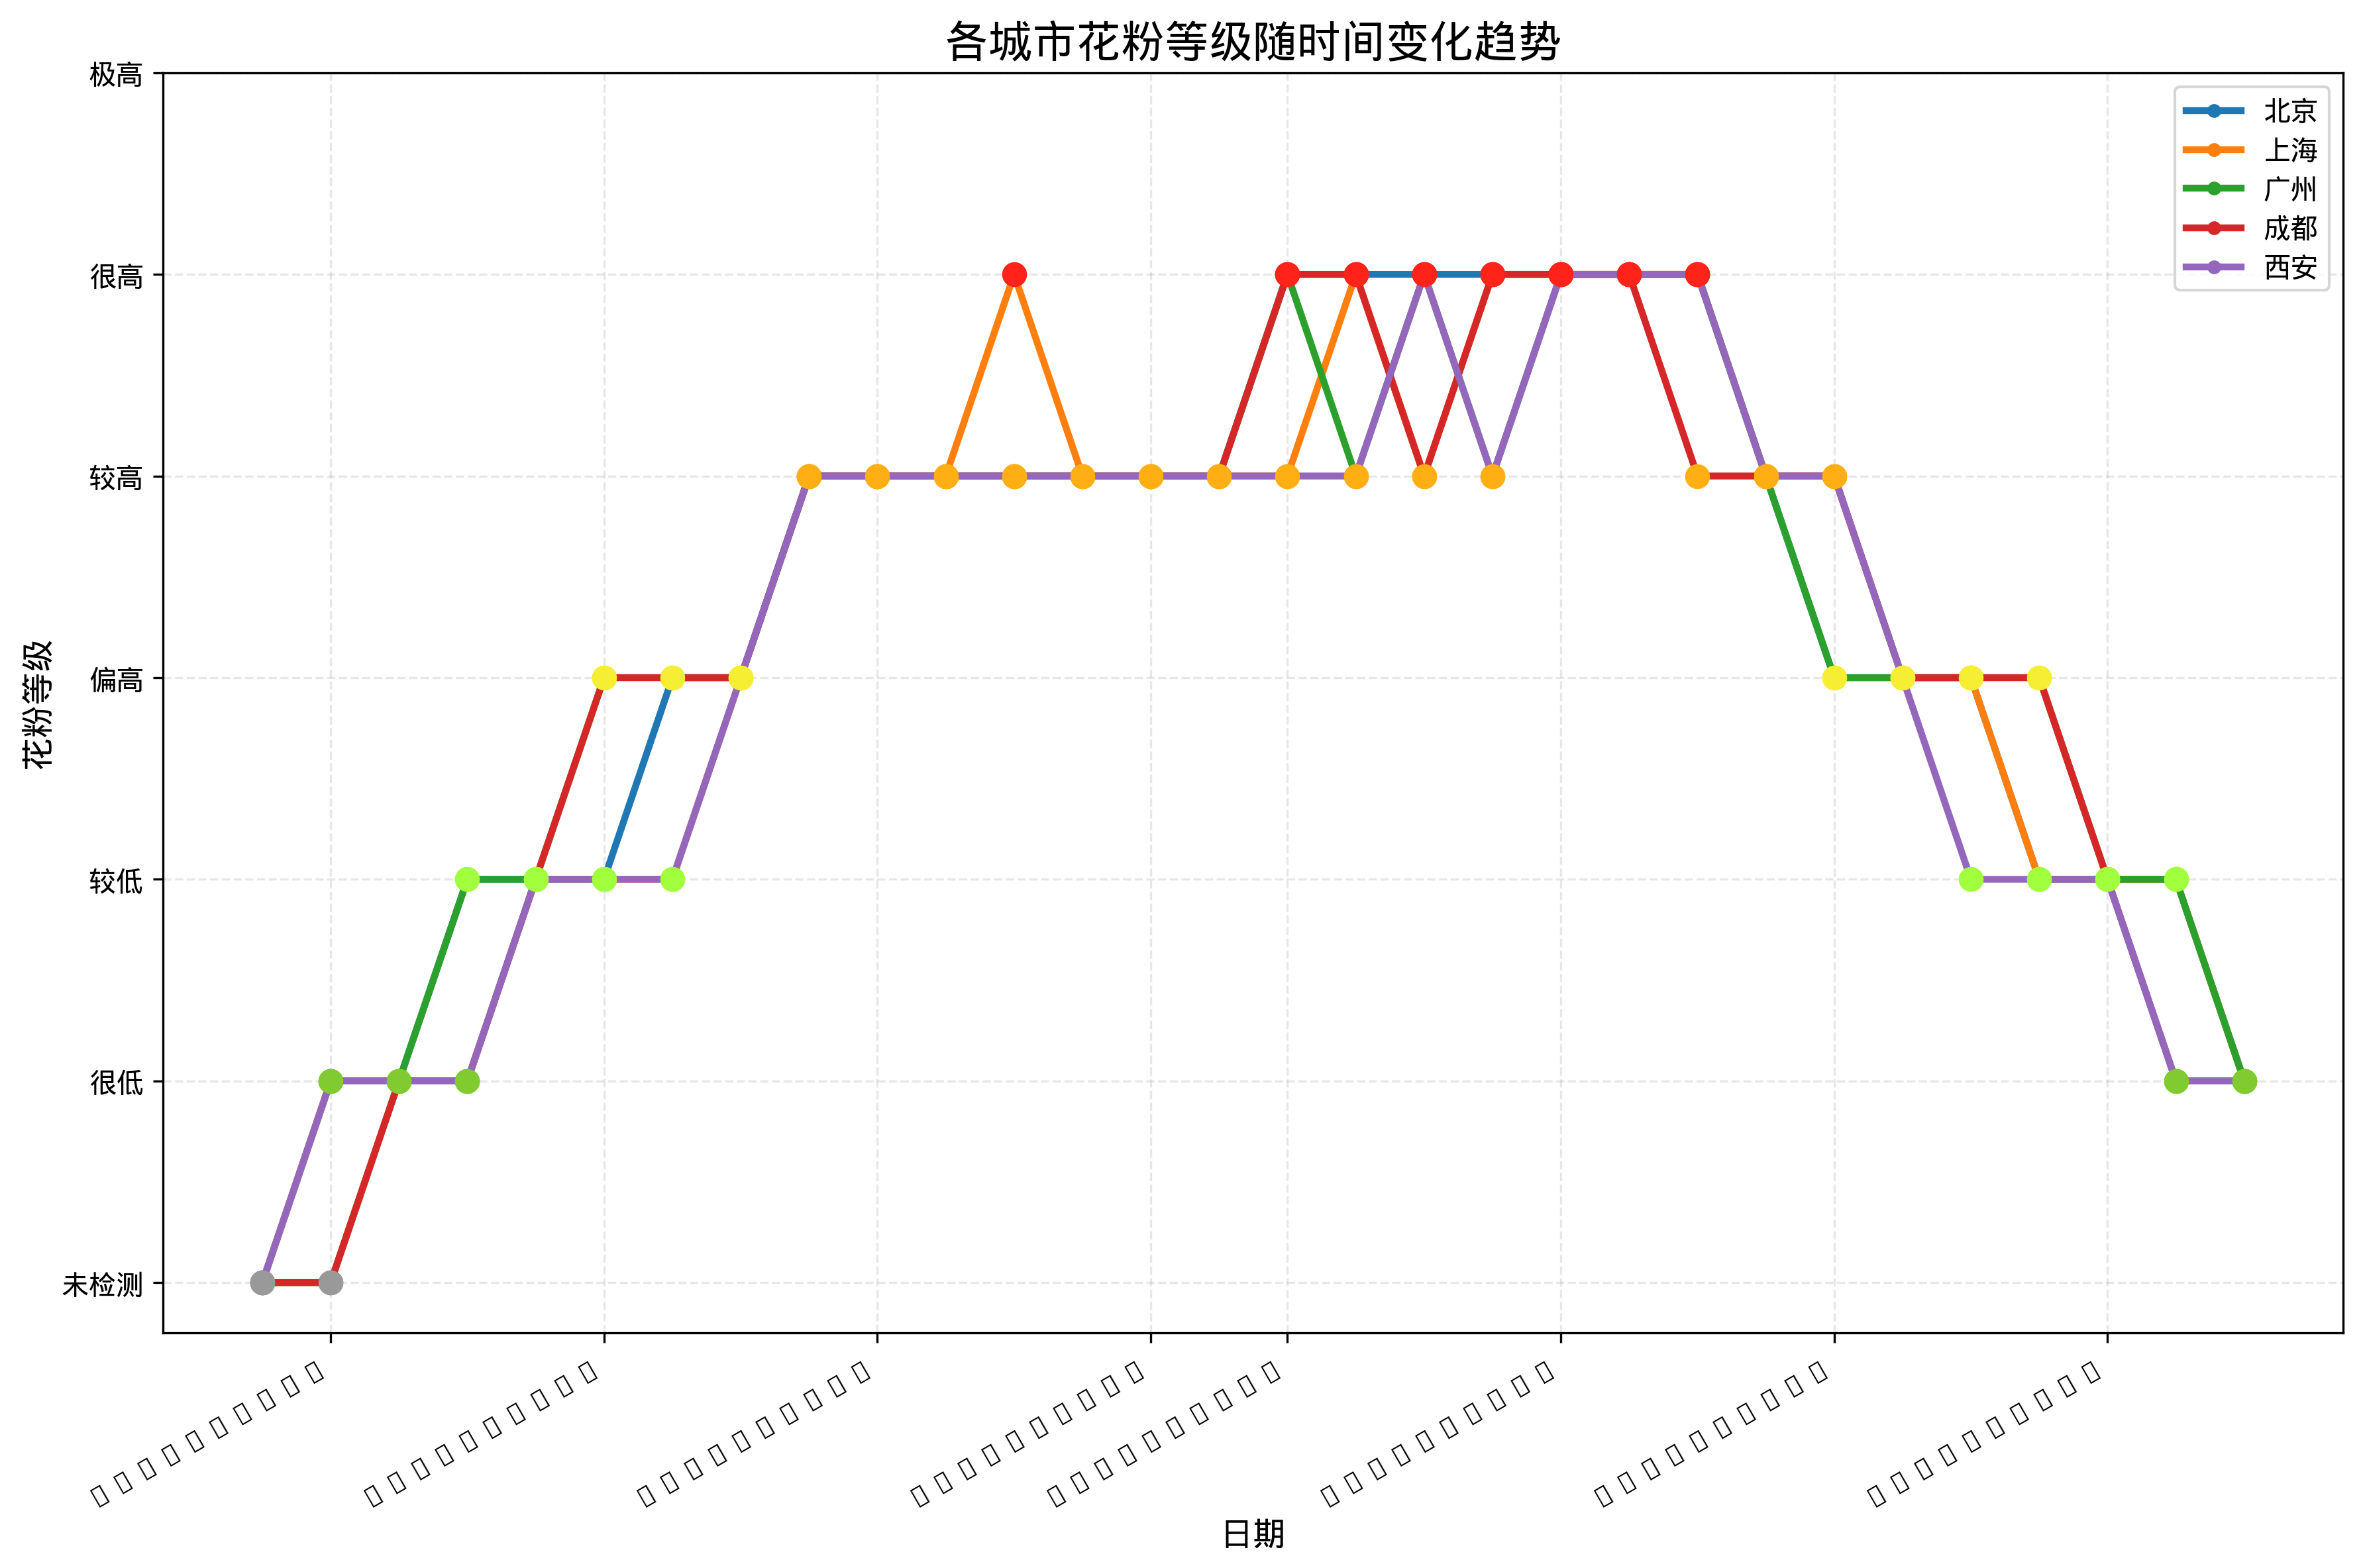 各城市花粉等级随时间变化趋势
极高
很高
较高
偏高
较低
很低
未检测
花粉等级
北京
上海
广州
成都
西安
日期